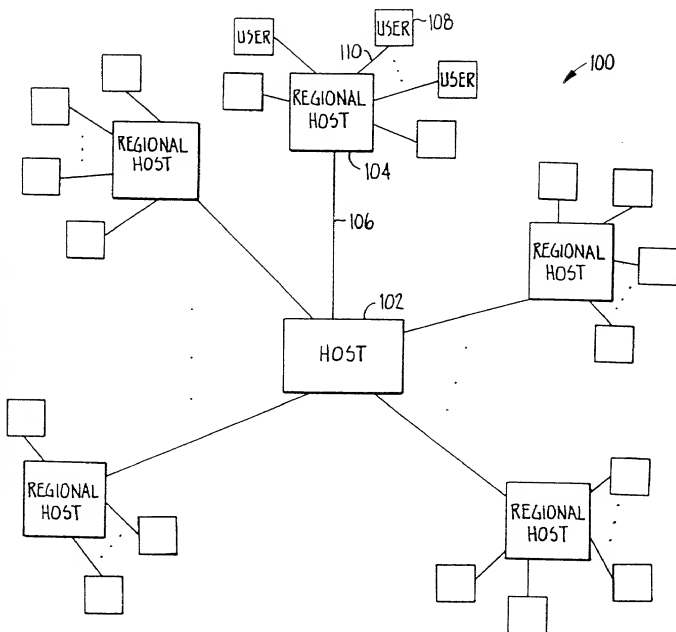 USER
USER
108
110
USER
100
REGIONAL
HOST
104
REGIONAL
HOST
106
REGIONAL
HOST
102
HOST
REGIONAL
HOST
REGIONAL
HOST